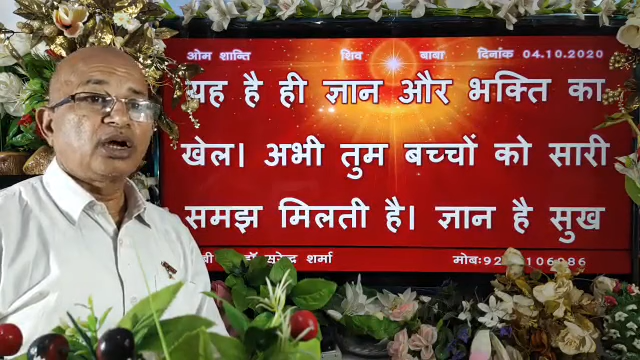 ओम शान्ति शिव बाबा दिनांक 04.10.2020
यह है ही ज्ञान और भक्ति का
खेल। अभी तुम बच्चों को सारी
समझ मिलती है। ज्ञान है सुख
शर्मा मोबः